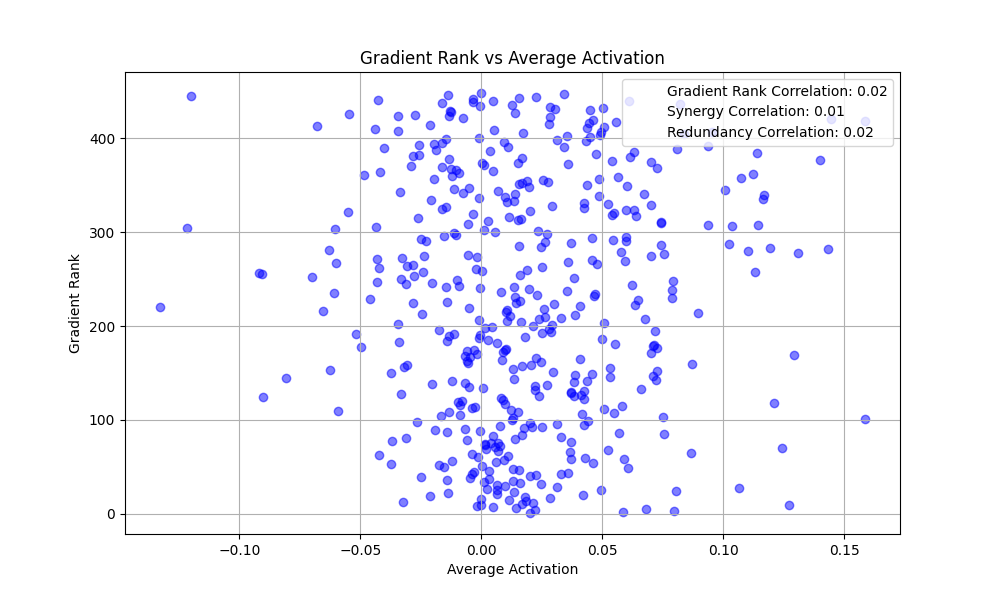 Gradient Rank vs Average Activation
Gradient Rank Correlation: 0.02
Synergy Correlation: 0.01
Redundancy Correlation: 0.02
400
300
200
100
0
Gradient Rank
−0.10 −0.05 0.00 0.05 0.10 0.15
Average Activation